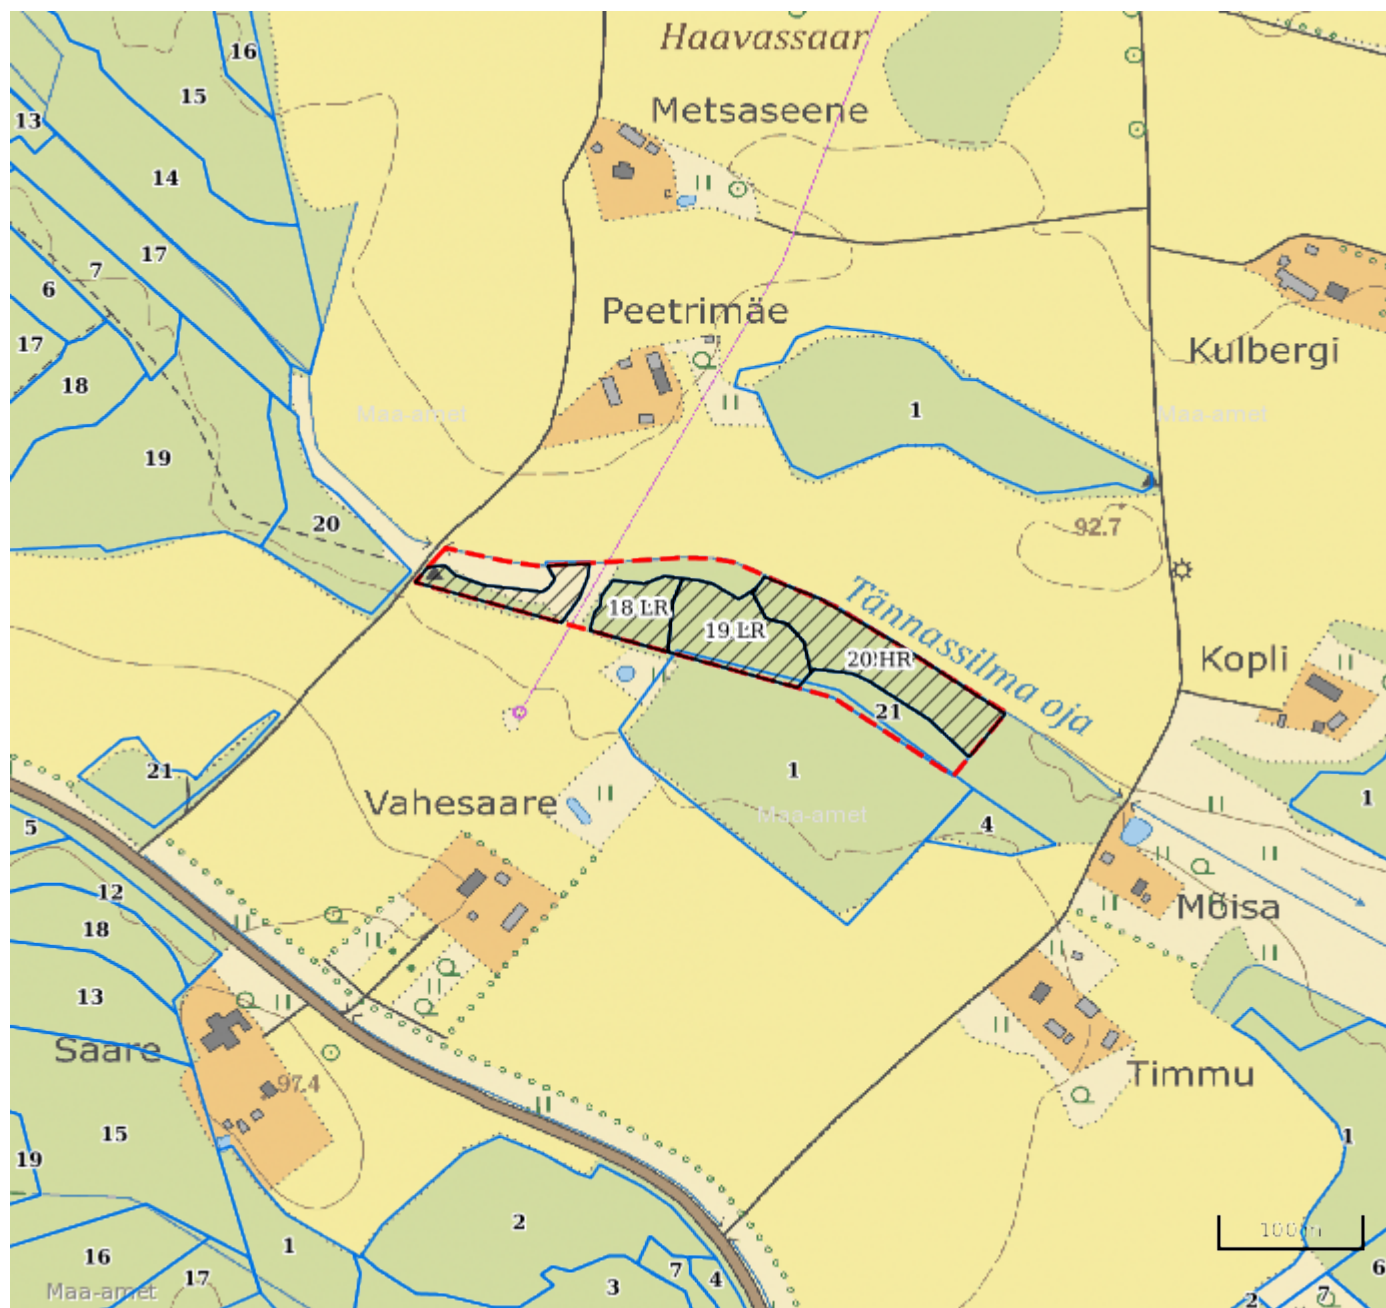 Haavassaar
16
15
Metsaseene
13
14
17
7
6
Peetrimäe
17
Kulbergi
18
Maa-amet
1
Maa-amet
19
20
92.7
18 LR
19 LR
20 HR
Tännassilma oja
Kopli
21
21
1
1
Vahesaare
Maa-amet
4
5
12
18
Mõisa
13
Saare
97.4
Timmu
15
1
19
2
100m
1
16
17
3
7
4
6
7
2
Maa-amet